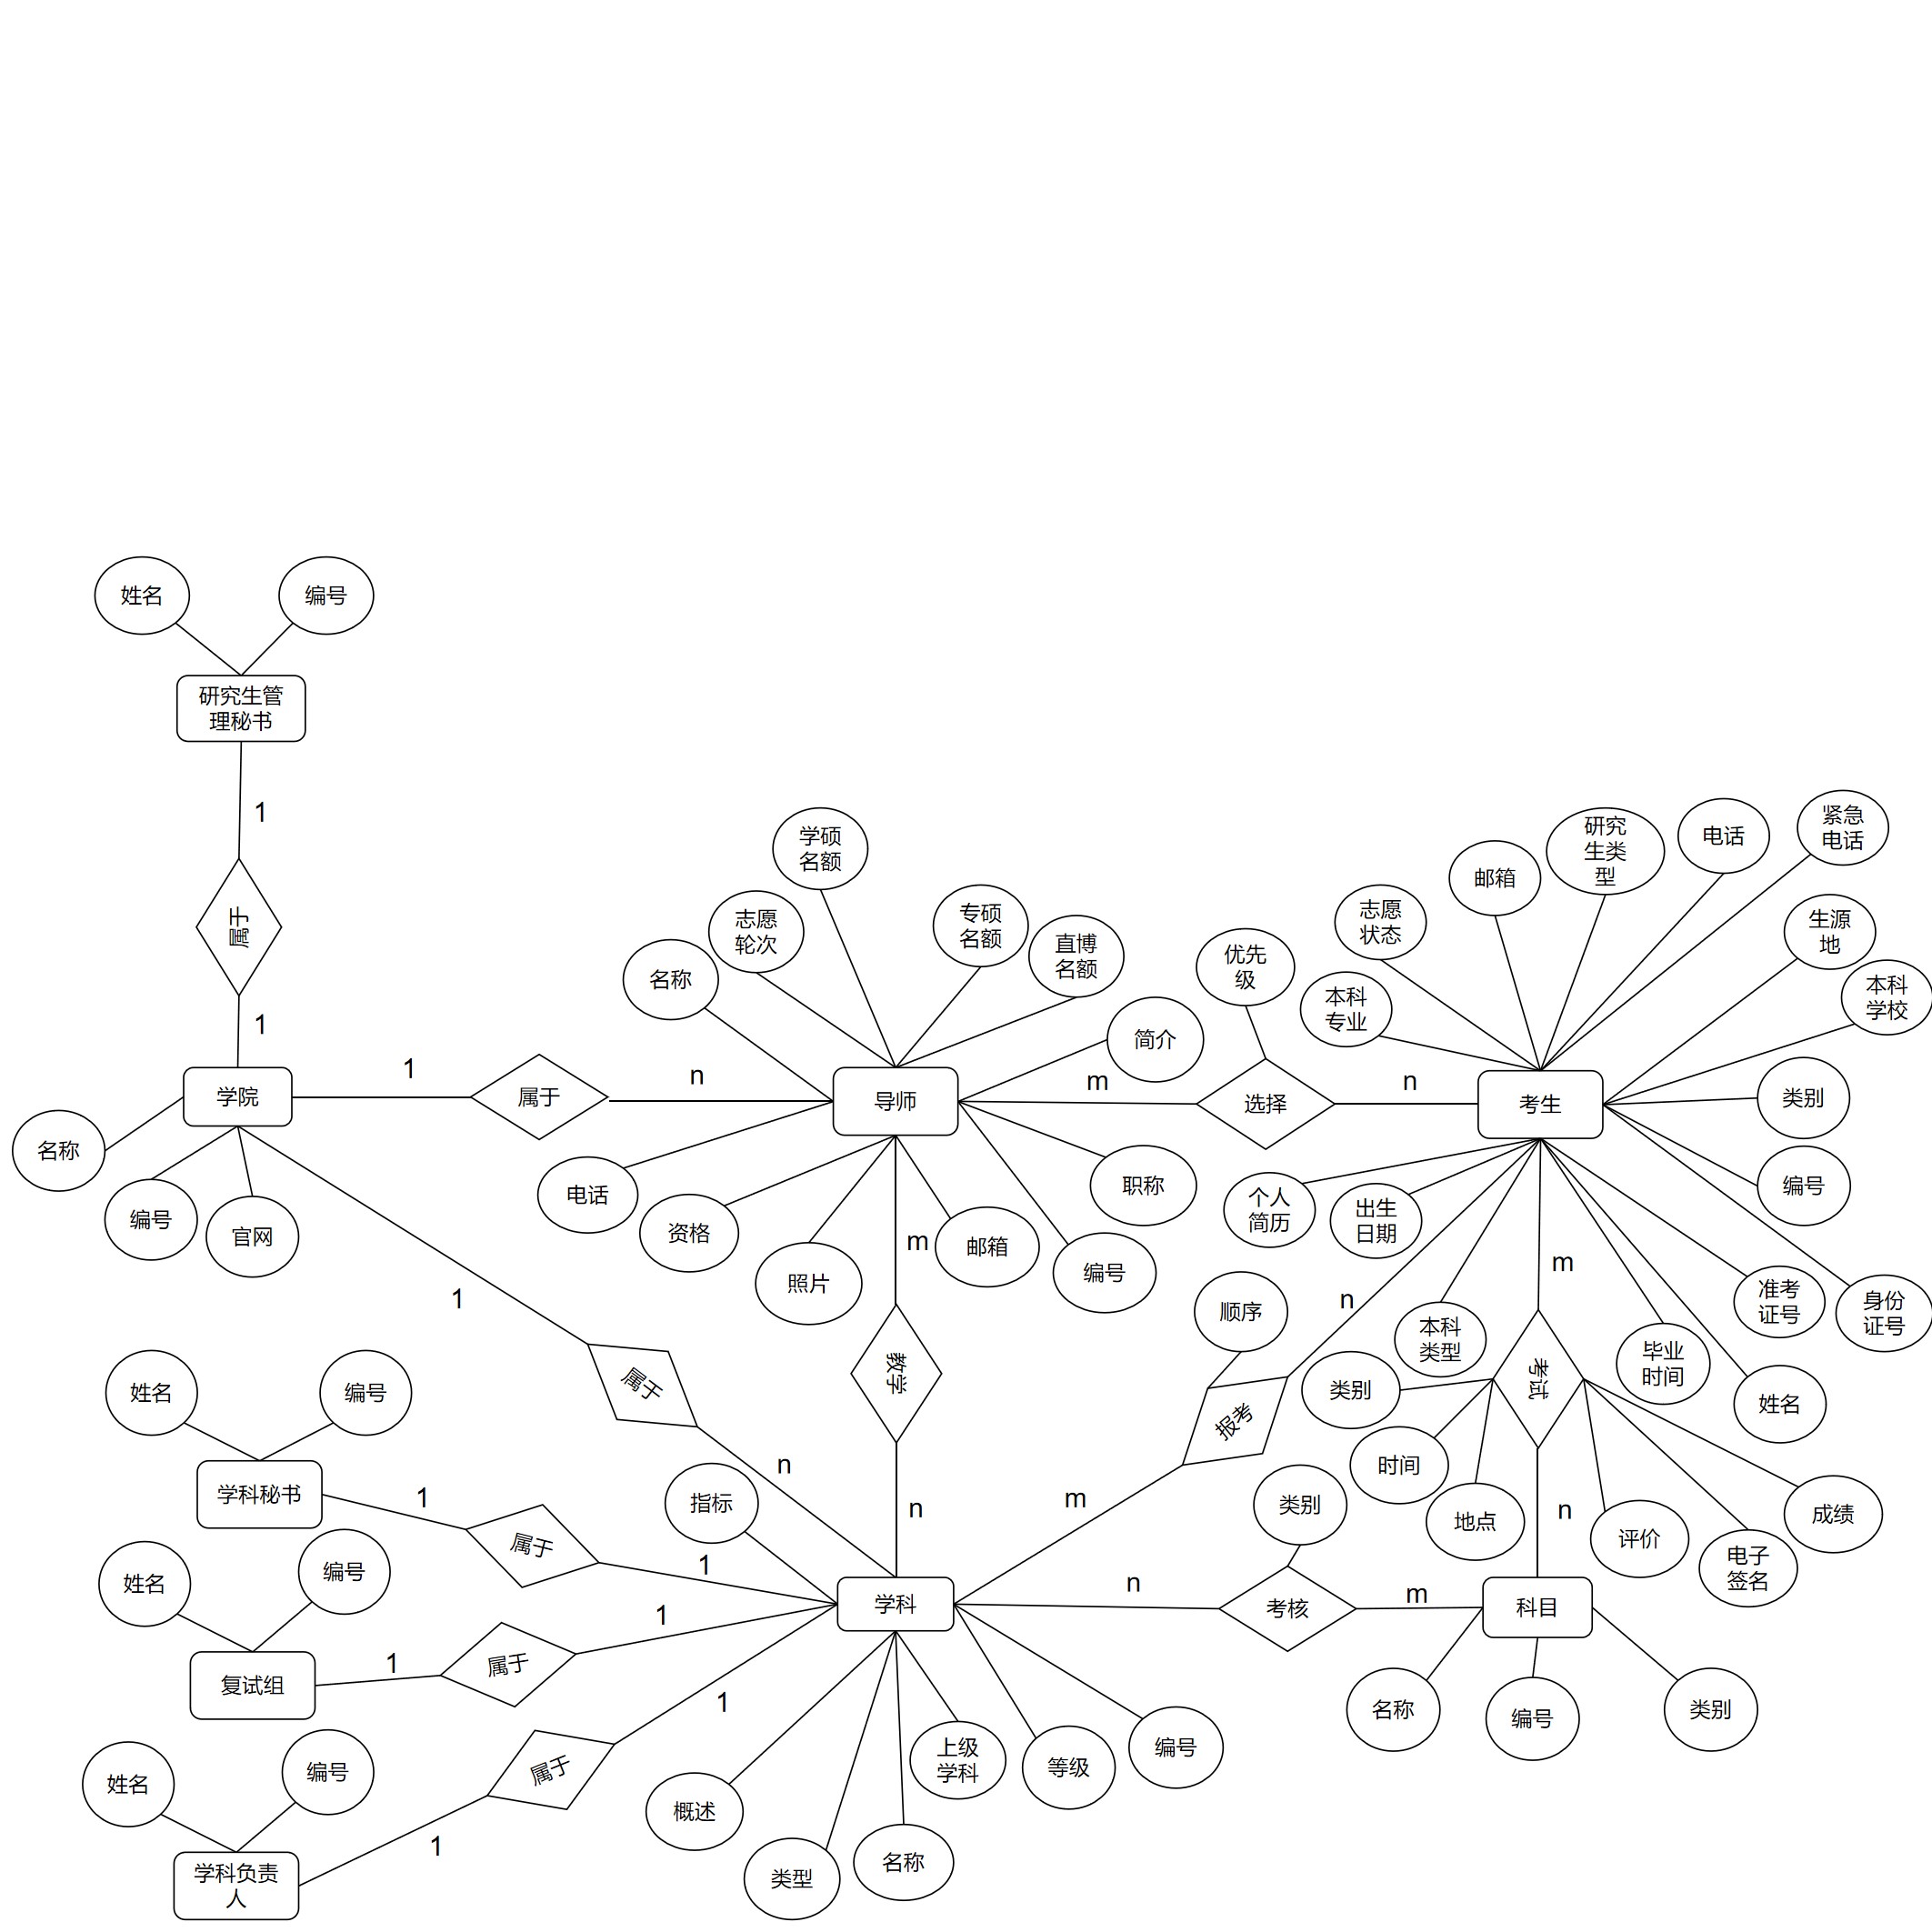 姓名
编号
研究生管
理秘书
1
属于
1
学院
名称
编号
官网
1
属于
n
学硕
名额
志愿
轮次
专硕
名额
直博
名额
名称
简介
导师
电话
资格
照片
邮箱
编号
职称
m
选择
n
优先
级
考生
本科
专业
志愿
状态
邮箱
研究
生类
型
电话
紧急
电话
生源
地
本科
学校
类别
编号
身份
证号
准考
证号
姓名
毕业
时间
个人
简历
出生
日期
本科
类型
m
教学
n
1
属于
n
n
报考
m
顺序
m
考试
n
类别
时间
地点
评价
电子
签名
成绩
姓名
编号
学科秘书
1
属于
1
姓名
编号
复试组
1
属于
1
姓名
编号
学科负责
人
1
属于
1
指标
学科
概述
类型
名称
上级
学科
等级
编号
n
考核
m
类别
科目
名称
编号
类别